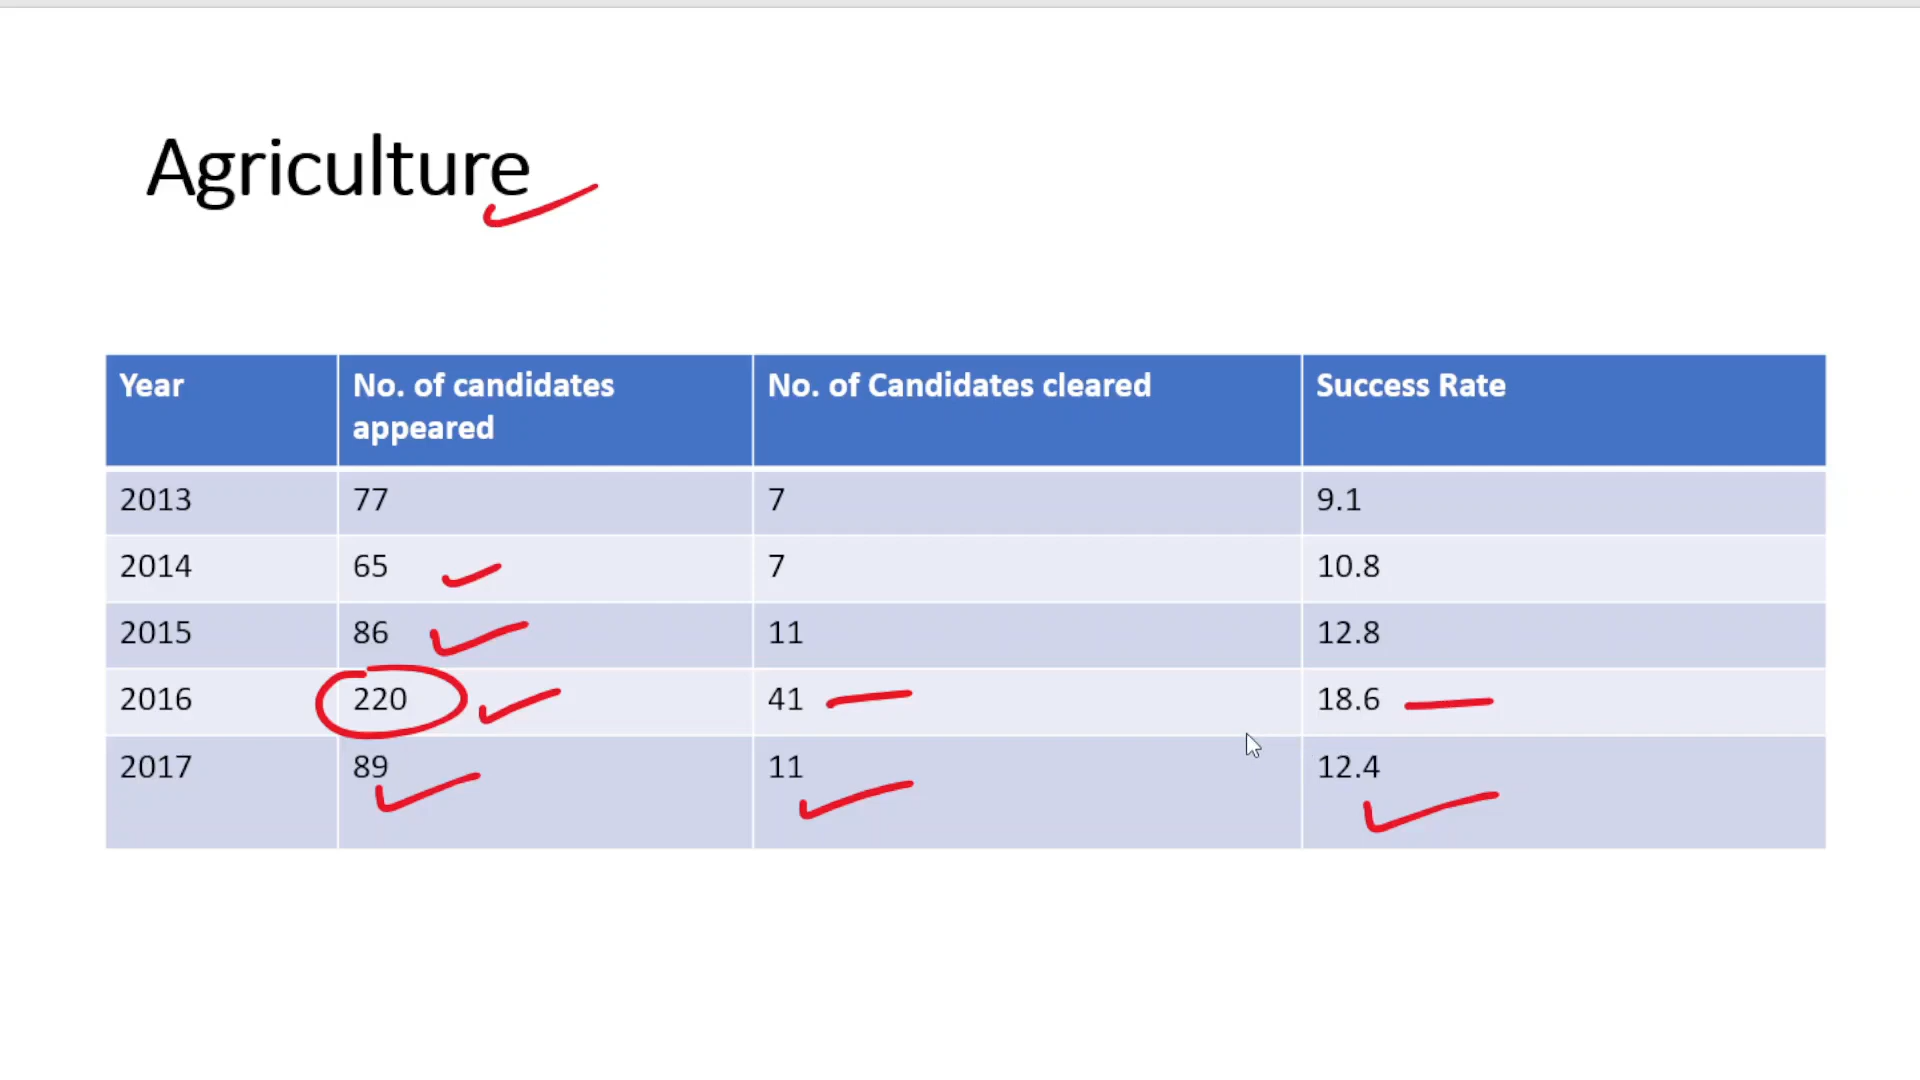 Agriculture
Year No. of candidates appeared No. of Candidates cleared Success Rate
2013 77 7 9.1
2014 65 7 10.8
2015 86 11 12.8
2016 220 41 18.6
2017 89 11 12.4